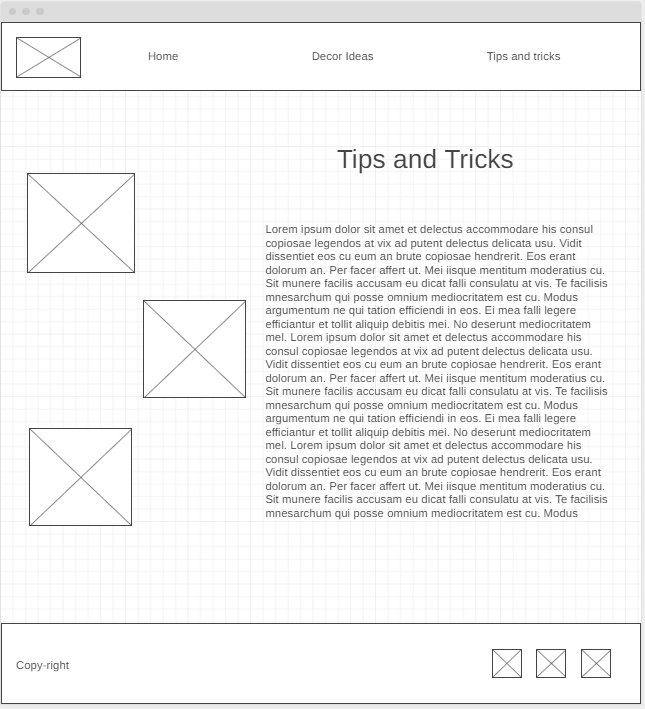 Home
Decor Ideas
Tips and tricks
Tips and Tricks
Lorem ipsum dolor sit amet et delectus accommodare his consul
copiosae legendos at vix ad putent delectus delicata usu. Vidit
dissentiet eos cu eum an brute copiosae hendrerit. Eos erant
dolorum an. Per facer affert ut. Mei iisque mentitum moderatius cu.
Sit munere facilis accusam eu dicat falli consulatu at vis. Te facilisis
mnesarchum qui posse omnium mediocritatem est cu. Modus
argumentum ne qui tation efficiendi in eos. Ei mea falli legere
efficiantur et tollit aliquip debitis mei. No deserunt mediocritatem
mel. Lorem ipsum dolor sit amet et delectus accommodare his
consul copiosae legendos at vix ad putent delectus delicata usu.
Vidit dissentiet eos cu eum an brute copiosae hendrerit. Eos erant
dolorum an. Per facer affert ut. Mei iisque mentitum moderatius cu.
Sit munere facilis accusam eu dicat falli consulatu at vis. Te facilisis
mnesarchum qui posse omnium mediocritatem est cu. Modus
argumentum ne qui tation efficiendi in eos. Ei mea falli legere
efficiantur et tollit aliquip debitis mei. No deserunt mediocritatem
mel. Lorem ipsum dolor sit amet et delectus accommodare his
consul copiosae legendos at vix ad putent delectus delicata usu.
Vidit dissentiet eos cu eum an brute copiosae hendrerit. Eos erant
dolorum an. Per facer affert ut. Mei iisque mentitum moderatius cu.
Sit munere facilis accusam eu dicat falli consulatu at vis. Te facilisis
mnesarchum qui posse omnium mediocritatem est cu. Modus
Copy-right